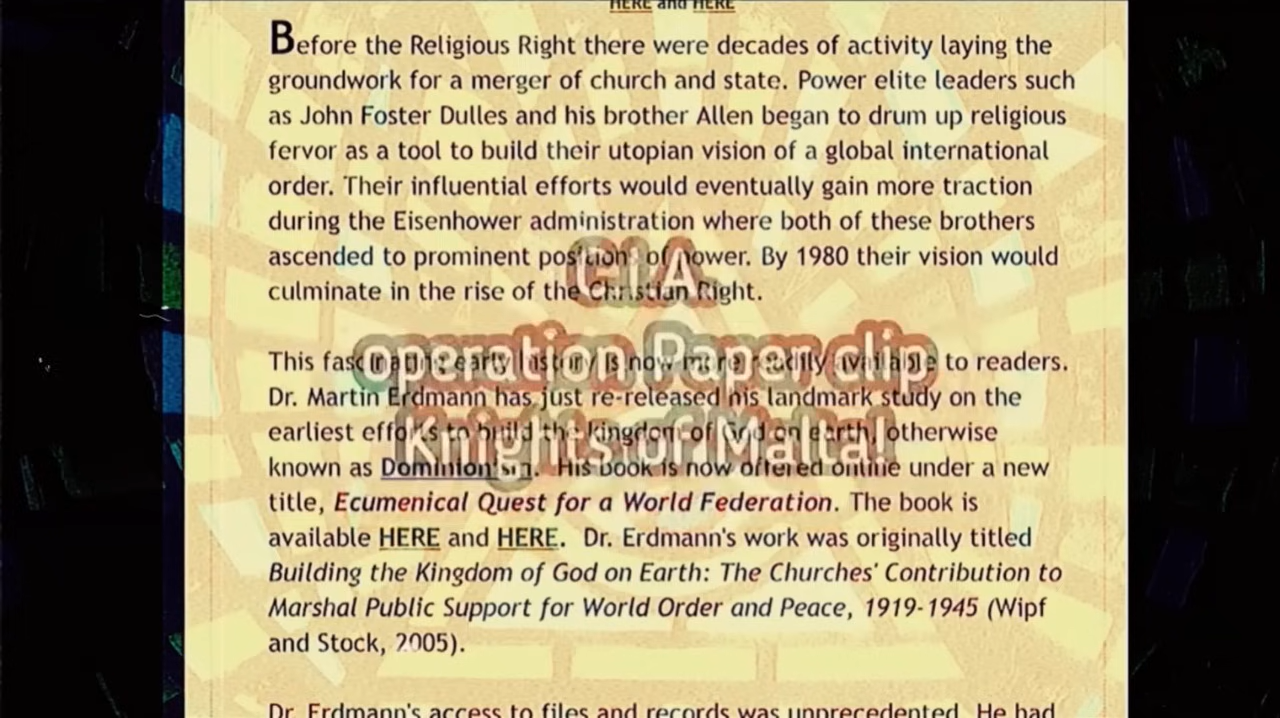 HERE and HERE
Before the Religious Right there were decades of activity laying the
groundwork for a merger of church and state. Power elite leaders such
as John Foster Dulles and his brother Allen began to drum up religious
fervor as a tool to build their utopian vision of a global international
order. Their influential efforts would eventually gain more traction
during the Eisenhower administration where both of these brothers
ascended to prominent positions of power. By 1980 their vision would
culminate in the rise of the Christian Right.
CIA
operation Paper clip
Knights of Malta!
This fascinating early history is now more readily available to readers.
Dr. Martin Erdmann has just re-released his landmark study on the
earliest efforts to build the kingdom of God on earth, otherwise
known as Dominionism. His book is now offered online under a new
title, Ecumenical Quest for a World Federation. The book is
available HERE and HERE. Dr. Erdmann's work was originally titled
Building the Kingdom of God on Earth: The Churches' Contribution to
Marshal Public Support for World Order and Peace, 1919-1945 (Wipf
and Stock, 2005).
Dr. Erdmann's access to files and records was unprecedented. He had